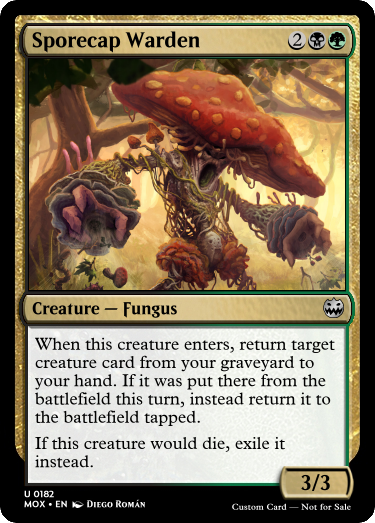 Sporecap Warden 2
Creature — Fungus
When this creature enters, return target
creature card from your graveyard to
your hand. If it was put there from the
battlefield this turn, instead return it to
the battlefield tapped.
If this creature would die, exile it
instead.
3/3
U 0182
MOX • EN Diego Román
Custom Card — Not for Sale